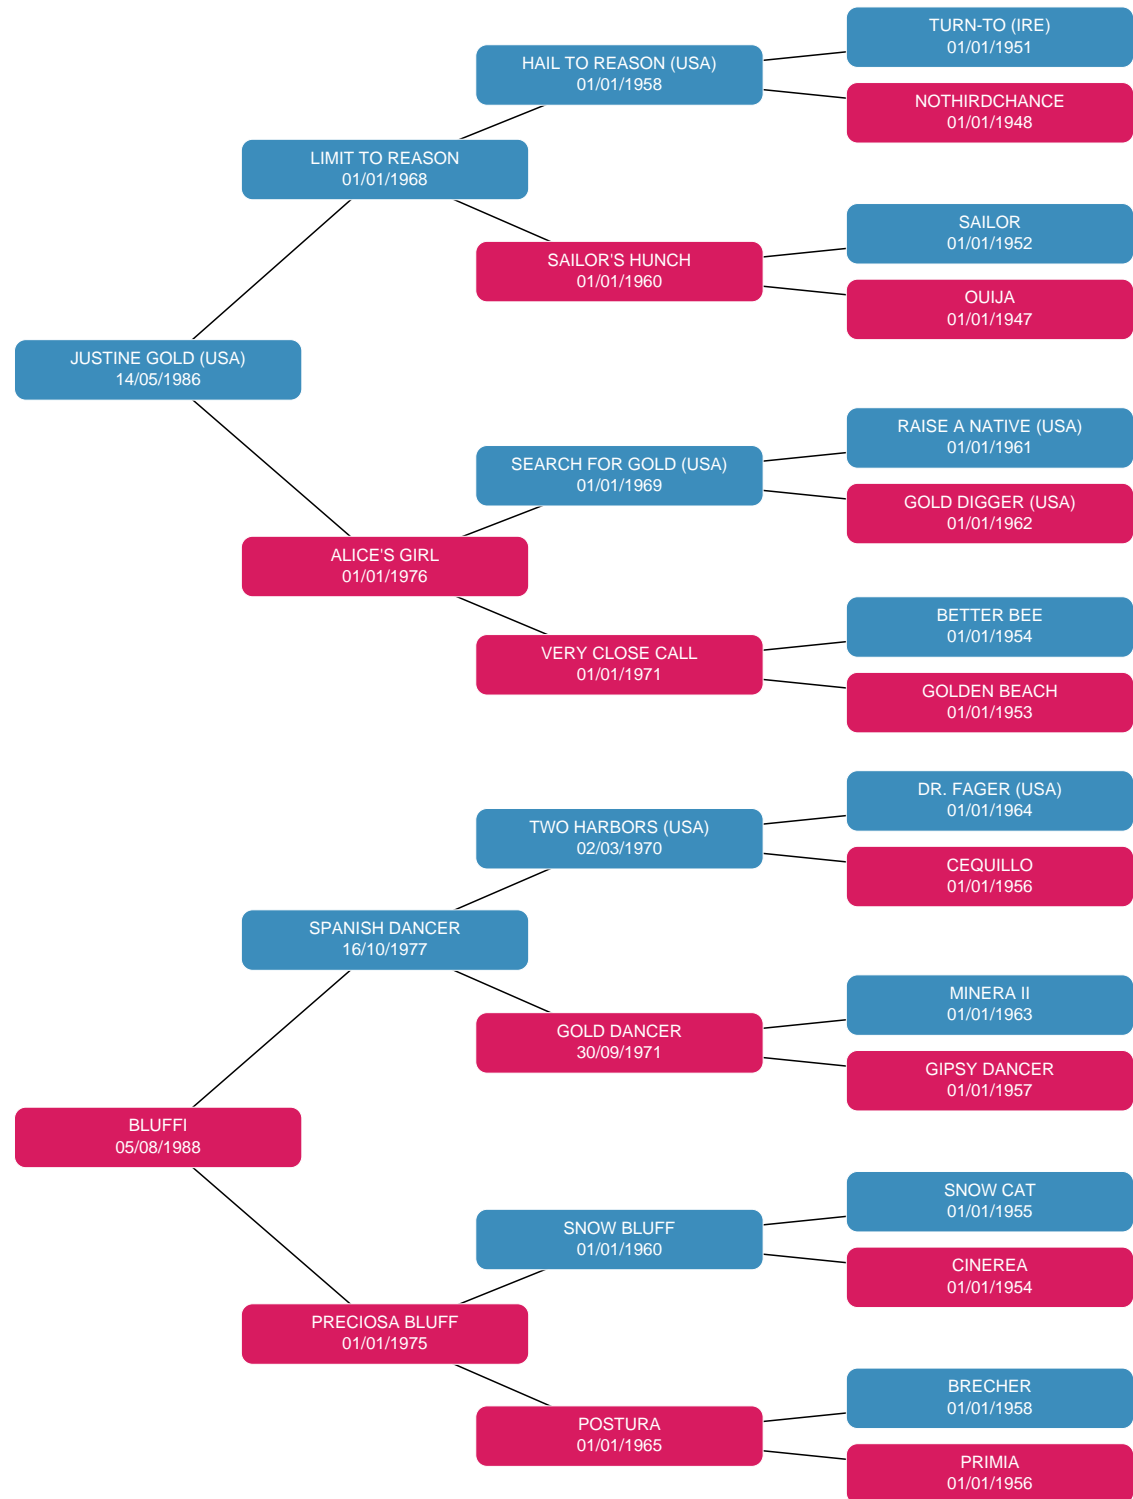 TURN-TO (IRE)
01/01/1951
HAIL TO REASON (USA)
01/01/1958
NOTHIRDCHANCE
01/01/1948
LIMIT TO REASON
01/01/1968
SAILOR
01/01/1952
SAILOR'S HUNCH
01/01/1960
OUIJA
01/01/1947
JUSTINE GOLD (USA)
14/05/1986
RAISE A NATIVE (USA)
01/01/1961
SEARCH FOR GOLD (USA)
01/01/1969
GOLD DIGGER (USA)
01/01/1962
ALICE'S GIRL
01/01/1976
BETTER BEE
01/01/1954
VERY CLOSE CALL
01/01/1971
GOLDEN BEACH
01/01/1953
DR. FAGER (USA)
01/01/1964
TWO HARBORS (USA)
02/03/1970
CEQUILLO
01/01/1956
SPANISH DANCER
16/10/1977
MINERA II
01/01/1963
GOLD DANCER
30/09/1971
GIPSY DANCER
01/01/1957
BLUFFI
05/08/1988
SNOW CAT
01/01/1955
SNOW BLUFF
01/01/1960
CINEREA
01/01/1954
PRECIOSA BLUFF
01/01/1975
BRECHER
01/01/1958
POSTURA
01/01/1965
PRIMIA
01/01/1956